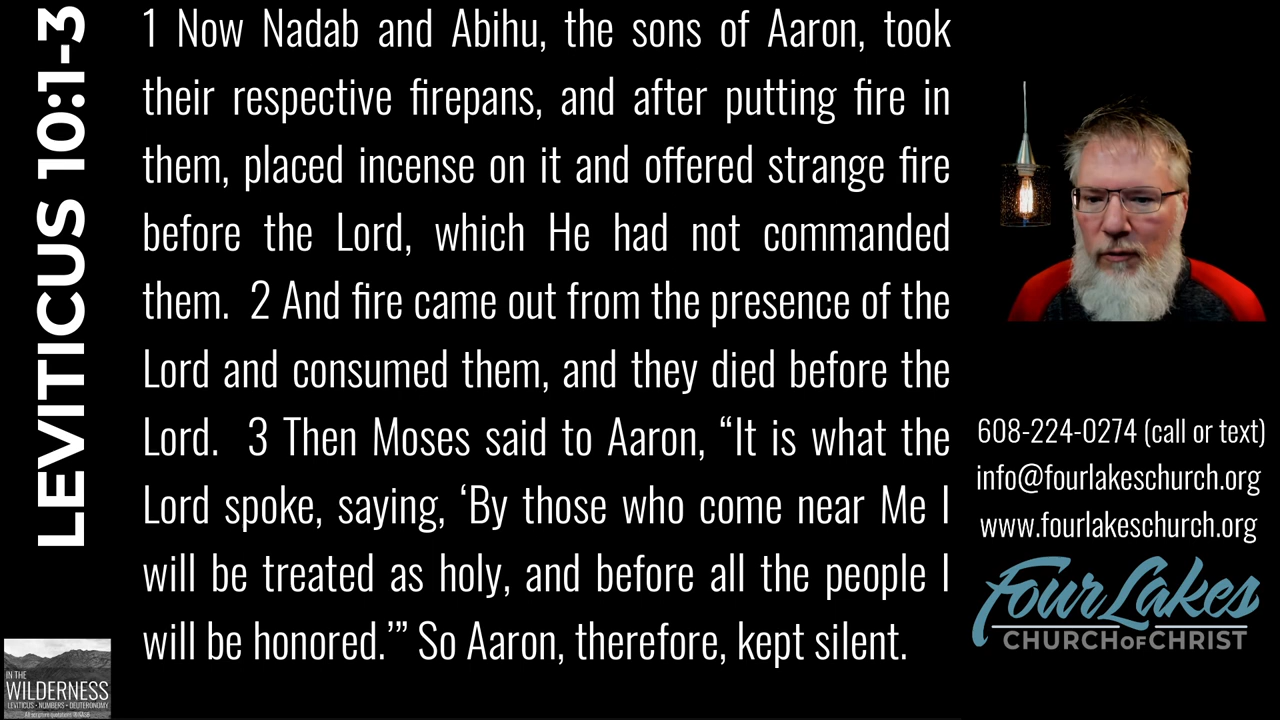 LEVITICUS 10:1-3
1 Now Nadab and Abihu, the sons of Aaron, took
their respective firepans, and after putting fire in
them, placed incense on it and offered strange fire
before the Lord, which He had not commanded
them. 2 And fire came out from the presence of the
Lord and consumed them, and they died before the
Lord. 3 Then Moses said to Aaron, “It is what the
Lord spoke, saying, ‘By those who come near Me I
will be treated as holy, and before all the people I
will be honored.’” So Aaron, therefore, kept silent.
608-224-0274 (call or text)
info@fourlakeschurch.org
www.fourlakeschurch.org
Four Lakes
CHURCH OF CHRIST
IN THE
WILDERNESS
LEVITICUS • NUMBERS • DEUTERONOMY